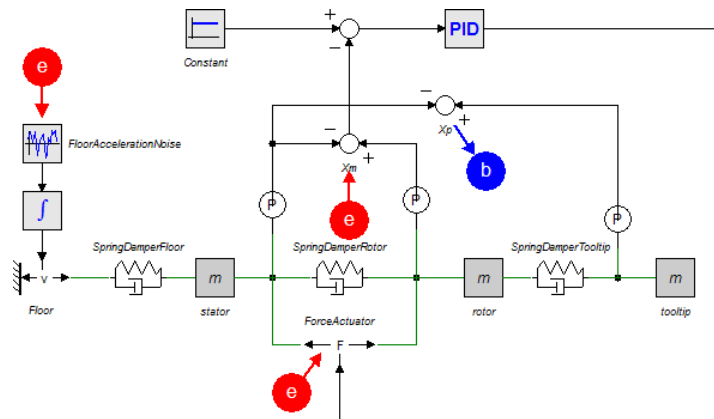 +
−
PID
Constant
e
FloorAccelerationNoise
−
+
Xp
−
+
Xm
b
∫
P
P
e
P
SpringDamperFloor
SpringDamperRotor
SpringDamperTooltip
v
m
m
m
Floor
stator
rotor
tooltip
ForceActuator
F
e